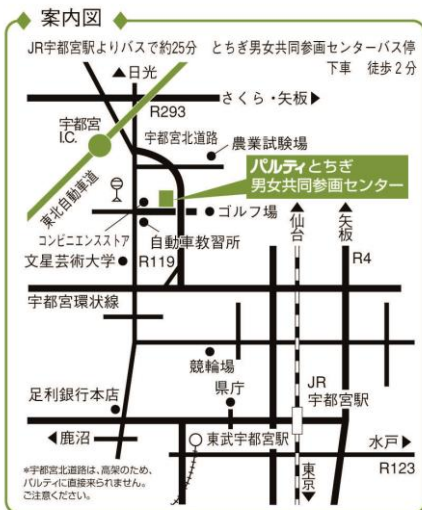 案内図
JR宇都宮駅よりバスで約25分 とちぎ男女共同参画センターバス停
下車 徒歩2分
▲日光
R293
さくら・矢板▶
宇都宮
I.C.
宇都宮北道路
農業試験場
東北自動車道
パルティとちぎ
男女共同参画センター
ゴルフ場
コンビニエンスストア
自動車教習所
▲仙台
▲矢板
文星芸術大学
R119
R4
宇都宮環状線
競輪場
県庁
JR
宇都宮駅
足利銀行本店
◀鹿沼
東武宇都宮駅
水戸▶
R123
東京▼
*宇都宮北道路は、高架のため、
パルティに直接来られません。
ご注意ください。